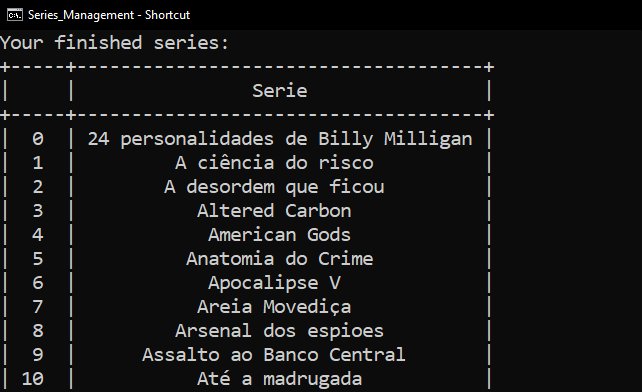 Series_Management - Shortcut
Your finished series:
+-----+-------------------------------------+
|     |                Serie                |
+-----+-------------------------------------+
|  0  | 24 personalidades de Billy Milligan |
|  1  |         A ciência do risco          |
|  2  |        A desordem que ficou         |
|  3  |           Altered Carbon            |
|  4  |            American Gods            |
|  5  |          Anatomia do Crime          |
|  6  |            Apocalipse V             |
|  7  |           Areia Movediça            |
|  8  |         Arsenal dos espioes         |
|  9  |      Assalto ao Banco Central       |
| 10  |           Até a madrugada           |